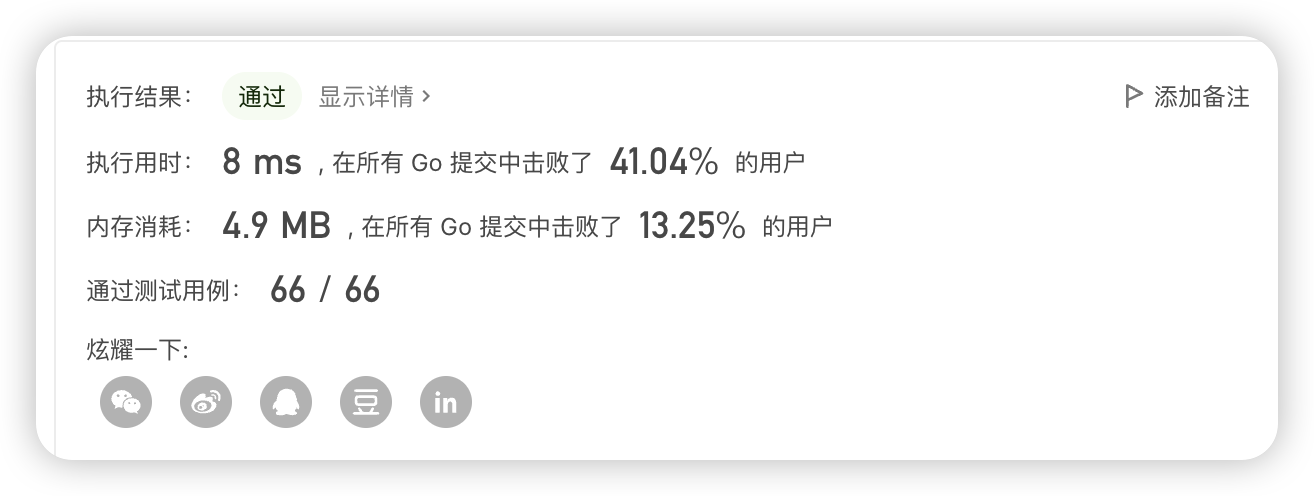 执行结果： 通过 显示详情 › 添加备注
执行用时： 8 ms , 在所有 Go 提交中击败了 41.04% 的用户
内存消耗： 4.9 MB , 在所有 Go 提交中击败了 13.25% 的用户
通过测试用例： 66 / 66
炫耀一下:
豆 in